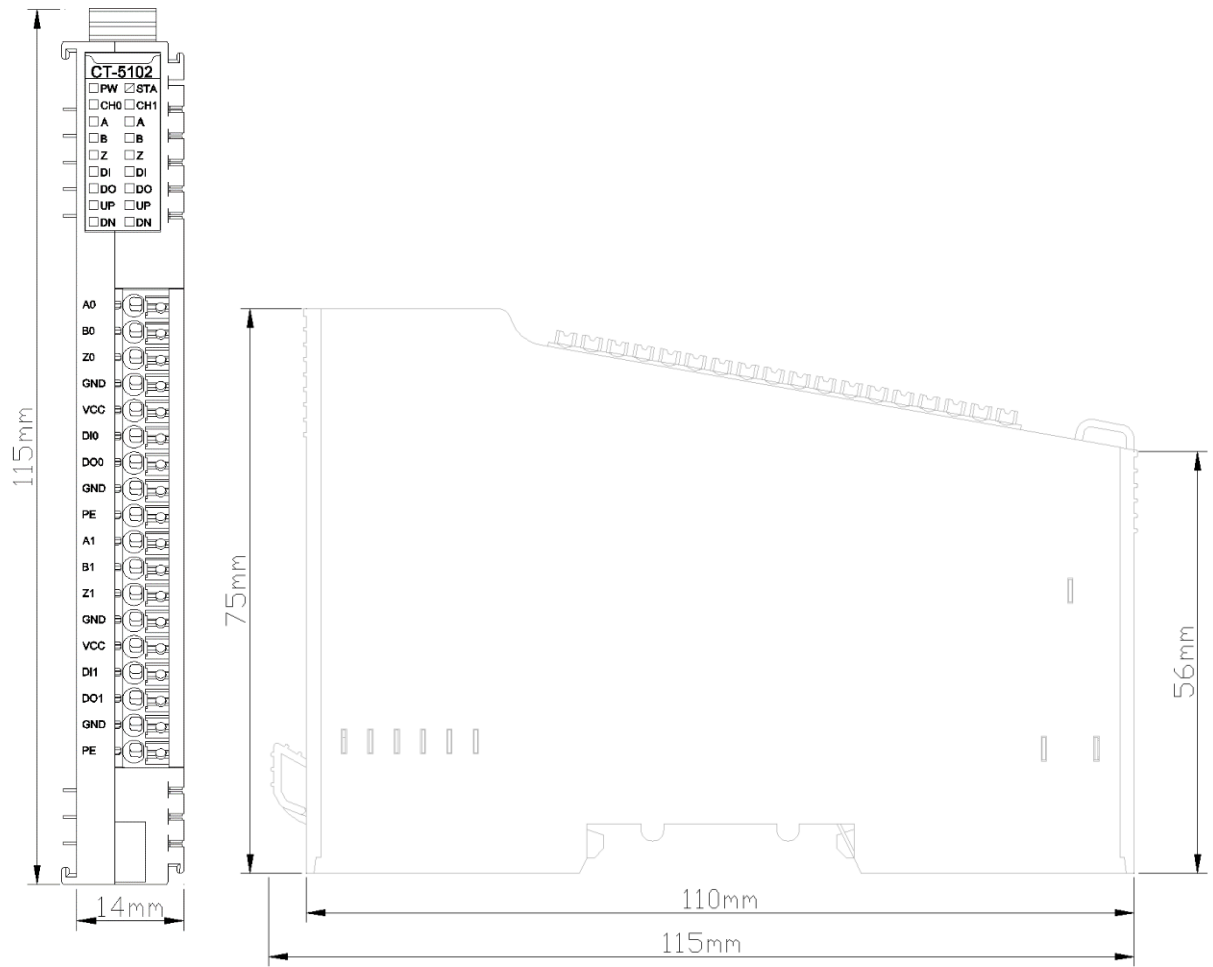 CT-5102
PW STA
CH0 CH1
A A
B B
Z Z
DI DI
DO DO
UP UP
DN DN
A0
B0
Z0
GND
VCC
DI0
DO0
GND
PE
A1
B1
Z1
GND
VCC
DI1
DO1
GND
PE
115mm
14mm
75mm
56mm
110mm
115mm